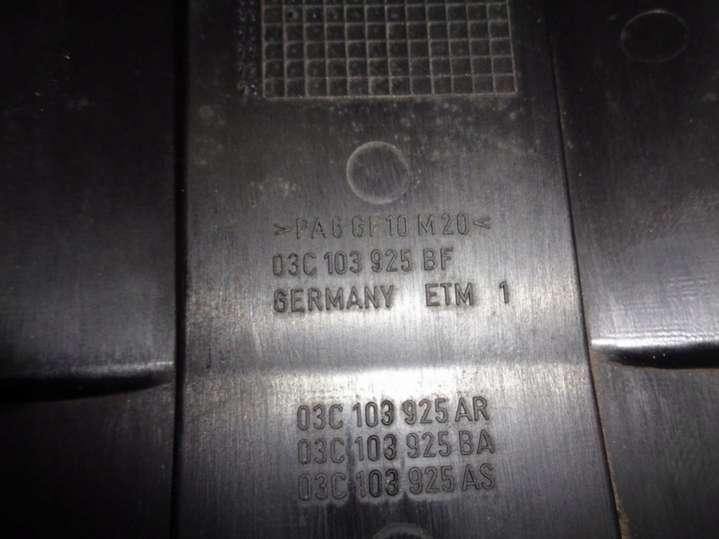 >PA6 GF10 M20<
03C 103 925 BF
GERMANY ETM 1
03C 103 925 AR
03C 103 925 BA
03C 103 925 AS